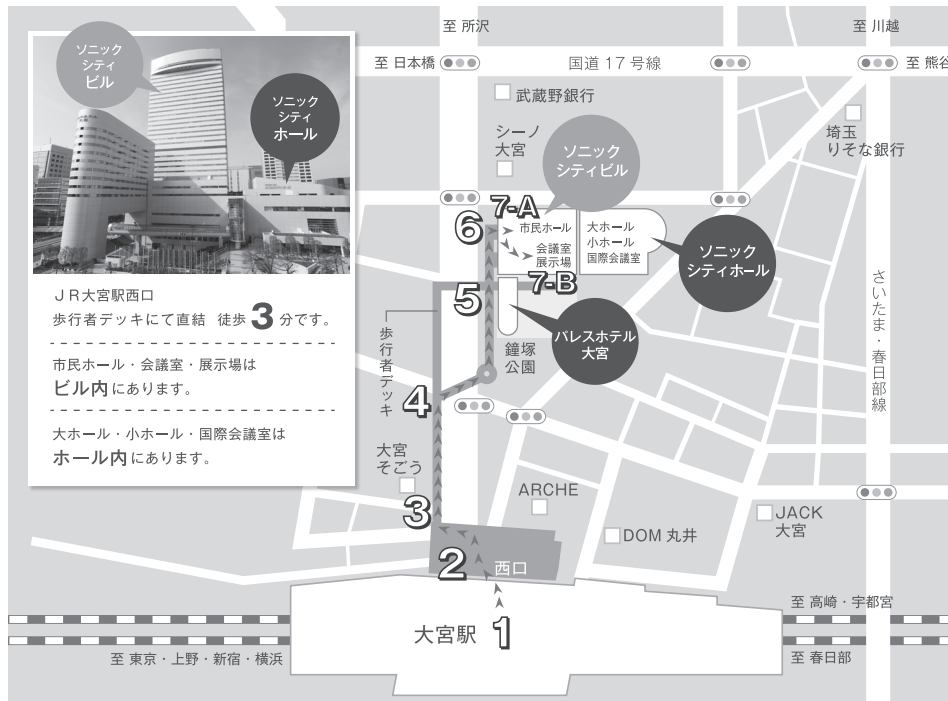 ソニック
シティ
ビル
ソニック
シティ
ホール
JR大宮駅西口
歩行者デッキにて直結 徒歩3分です。
市民ホール・会議室・展示場は
ビル内にあります。
大ホール・小ホール・国際会議室は
ホール内にあります。
至 所沢
至 川越
至 日本橋
国道17号線
至 熊谷
武蔵野銀行
シーノ
大宮
埼玉
りそな銀行
ソニック
シティビル
7-A
6
市民ホール
会議室
展示場
大ホール
小ホール
国際会議室
ソニック
シティホール
7-B
5
パレスホテル
大宮
鐘塚
公園
歩行者デッキ
さいたま・春日部線
4
大宮
そごう
3
ARCHE
DOM 丸井
JACK
大宮
2
西口
大宮駅
1
至 高崎・宇都宮
至 春日部
至 東京・上野・新宿・横浜